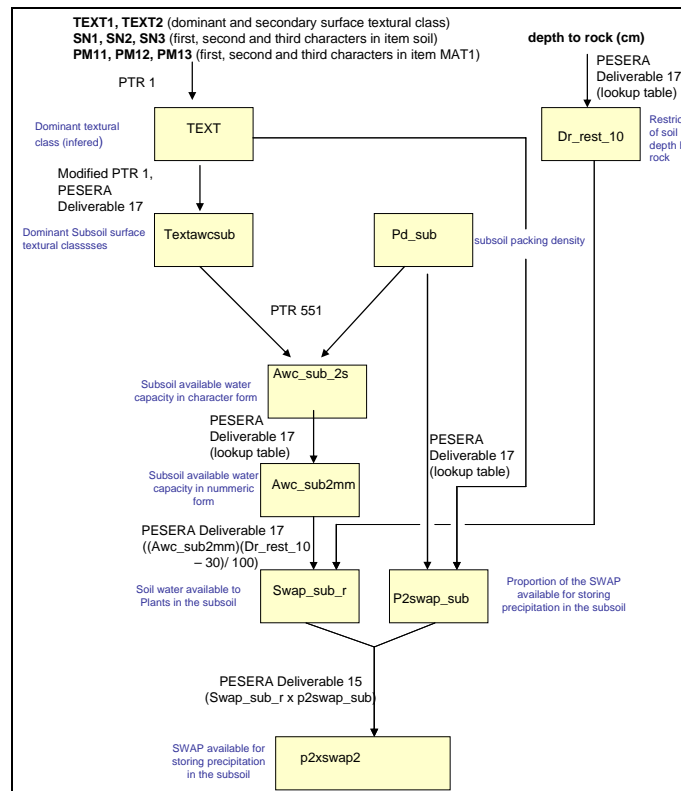 TEXT1, TEXT2 (dominant and secondary surface textural class)
SN1, SN2, SN3 (first, second and third characters in item soil)
PM11, PM12, PM13 (first, second and third characters in item MAT1)
depth to rock (cm)
PTR 1
PESERA
Deliverable 17
(lookup table)
Dominant textural
class (infered)
TEXT
Dr_rest_10
Restric
of soil
depth
rock
Modified PTR 1,
PESERA
Deliverable 17
Dominant Subsoil surface
textural classsses
Textawcsub
Pd_sub
subsoil packing density
PTR 551
Subsoil available water
capacity in character form
Awc_sub_2s
PESERA
Deliverable 17
(lookup table)
PESERA
Deliverable 17
(lookup table)
Subsoil available water
capacity in nummeric
form
Awc_sub2mm
PESERA Deliverable 17
((Awc_sub2mm)(Dr_rest_10
– 30)/ 100)
Soil water available to
Plants in the subsoil
Swap_sub_r
P2swap_sub
Proportion of the SWAP
available for storing
precipitation in the subsoil
PESERA Deliverable 15
(Swap_sub_r x p2swap_sub)
SWAP available for
storing precipitation
in the subsoil
p2xswap2